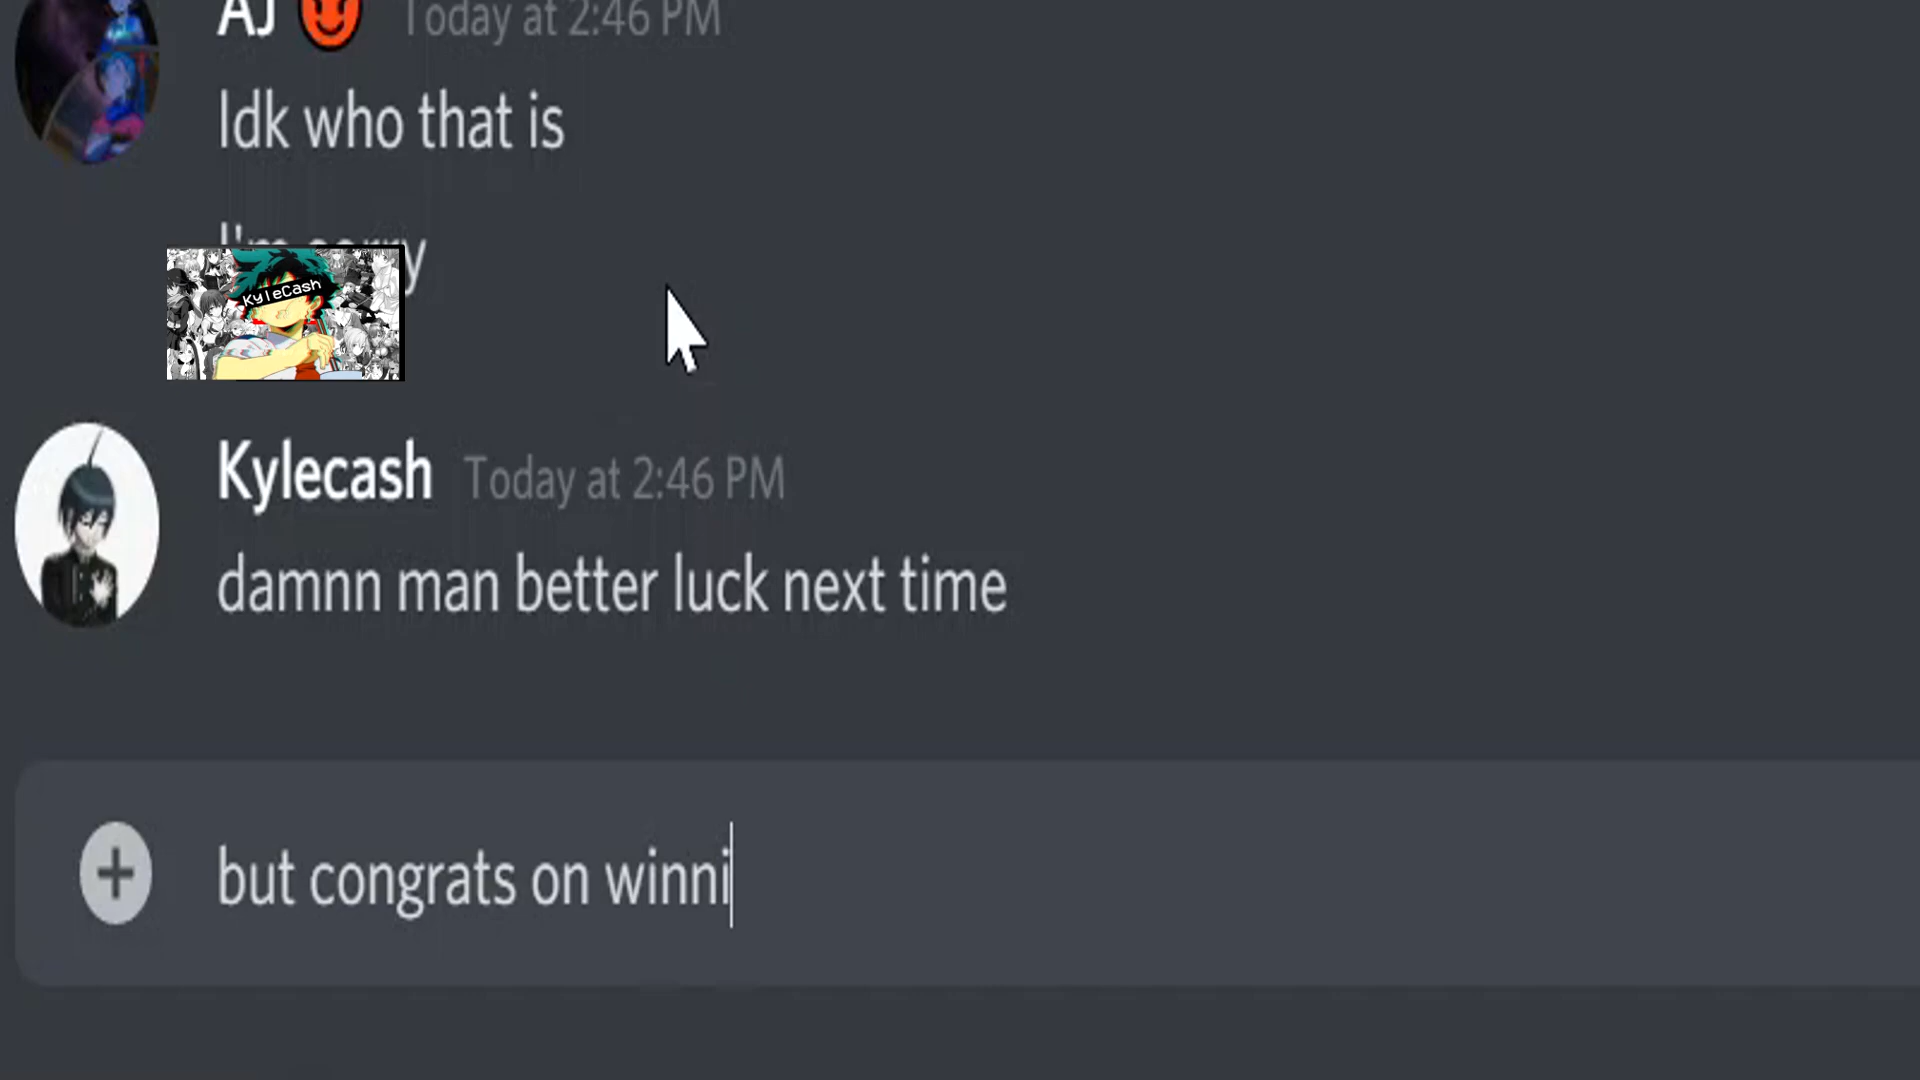 AJ Today at 2:46 PM
Idk who that is
I'm sorry
KyleCash
Kylecash Today at 2:46 PM
damnn man better luck next time
but congrats on winni